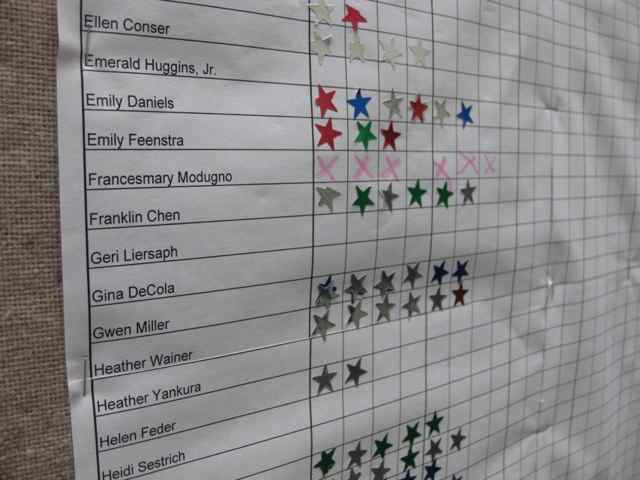 Ellen Conser
Emerald Huggins, Jr.
Emily Daniels
Emily Feenstra
Francesmary Modugno
Franklin Chen
Geri Liersaph
Gina DeCola
Gwen Miller
Heather Wainer
Heather Yankura
Helen Feder
Heidi Sestrich